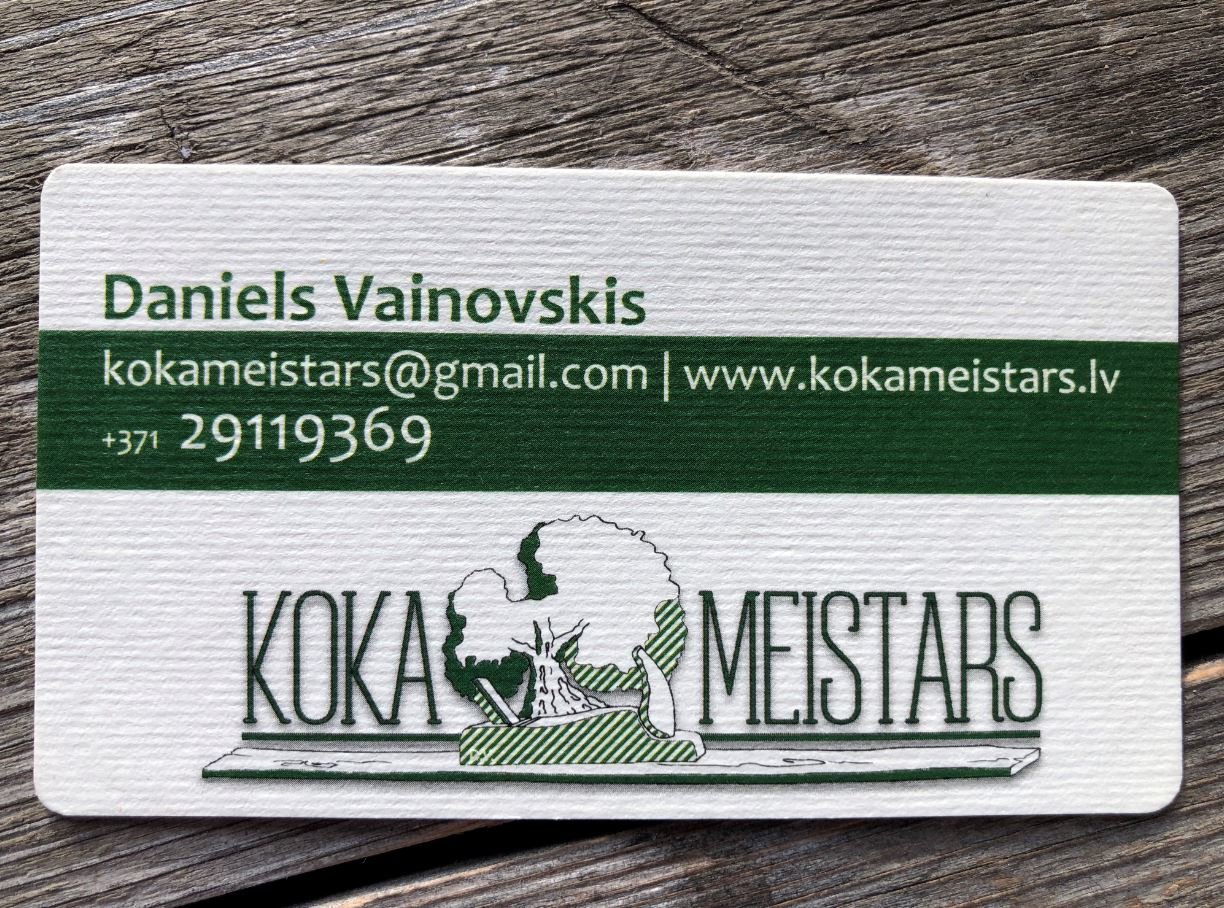 Daniels Vainovskis
kokameistars@gmail.com | www.kokameistars.lv
+371 29119369
KOKA MEISTARS